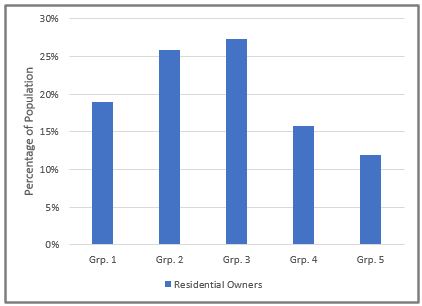 30%
25%
20%
15%
10%
5%
0%
Percentage of Population
Grp. 1 Grp. 2 Grp. 3 Grp. 4 Grp. 5
Residential Owners